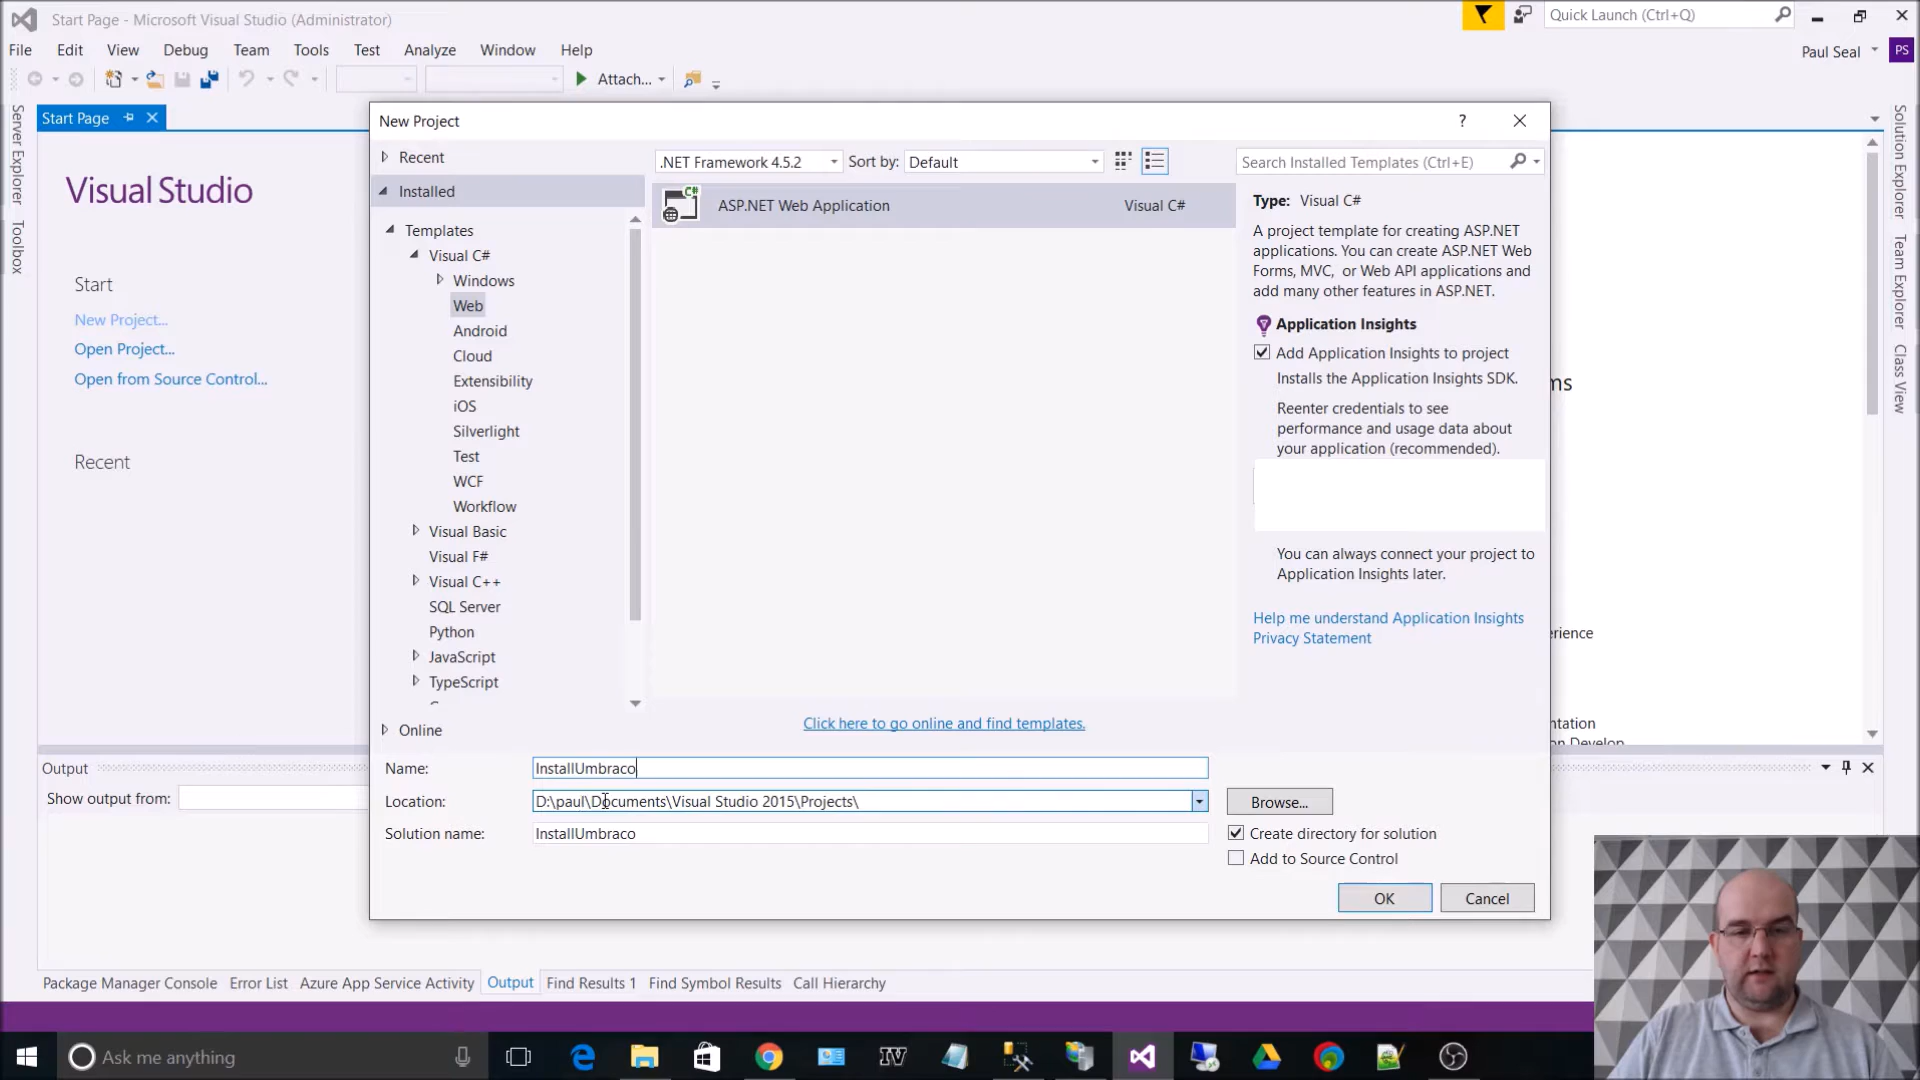 Start Page - Microsoft Visual Studio (Administrator)
Quick Launch (Ctrl+Q)
File Edit View Debug Team Tools Test Analyze Window Help
Paul Seal PS
Attach...
Server Explorer
Toolbox
Start Page
Visual Studio
Start
New Project...
Open Project...
Open from Source Control...
Recent
New Project
?
Recent
Installed
Templates
Visual C#
Windows
Web
Android
Cloud
Extensibility
iOS
Silverlight
Test
WCF
Workflow
Visual Basic
Visual F#
Visual C++
SQL Server
Python
JavaScript
TypeScript
Online
.NET Framework 4.5.2 Sort by: Default
Search Installed Templates (Ctrl+E)
C#
ASP.NET Web Application Visual C#
Type: Visual C#
A project template for creating ASP.NET
applications. You can create ASP.NET Web
Forms, MVC, or Web API applications and
add many other features in ASP.NET.
Application Insights
Add Application Insights to project
Installs the Application Insights SDK.
Reenter credentials to see
performance and usage data about
your application (recommended).
You can always connect your project to
Application Insights later.
Help me understand Application Insights
Privacy Statement
Click here to go online and find templates.
Name: InstallUmbraco
Location: D:\paul\Documents\Visual Studio 2015\Projects\
Browse...
Solution name: InstallUmbraco
Create directory for solution
Add to Source Control
OK Cancel
ms
erience
ntation
on Develop
Solution Explorer
Team Explorer
Class View
Output
Show output from:
Package Manager Console Error List Azure App Service Activity Output Find Results 1 Find Symbol Results Call Hierarchy
Ask me anything
IV